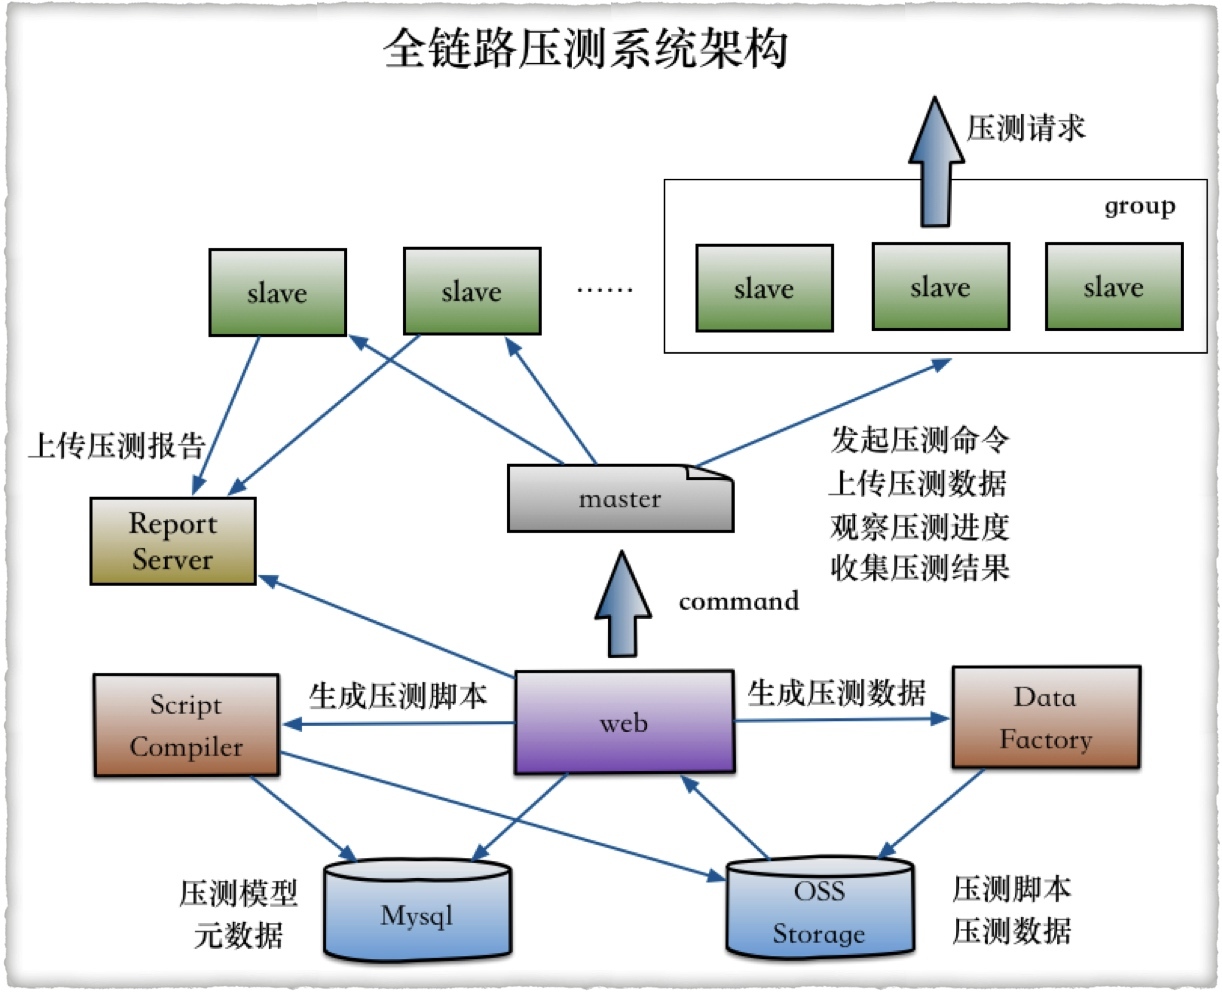 全链路压测系统架构
压测请求
group
slave
slave
......
slave
slave
slave
上传压测报告
发起压测命令
上传压测数据
观察压测进度
收集压测结果
master
Report
Server
command
Script
Compiler
生成压测脚本
web
生成压测数据
Data
Factory
压测模型
元数据
Mysql
OSS
Storage
压测脚本
压测数据